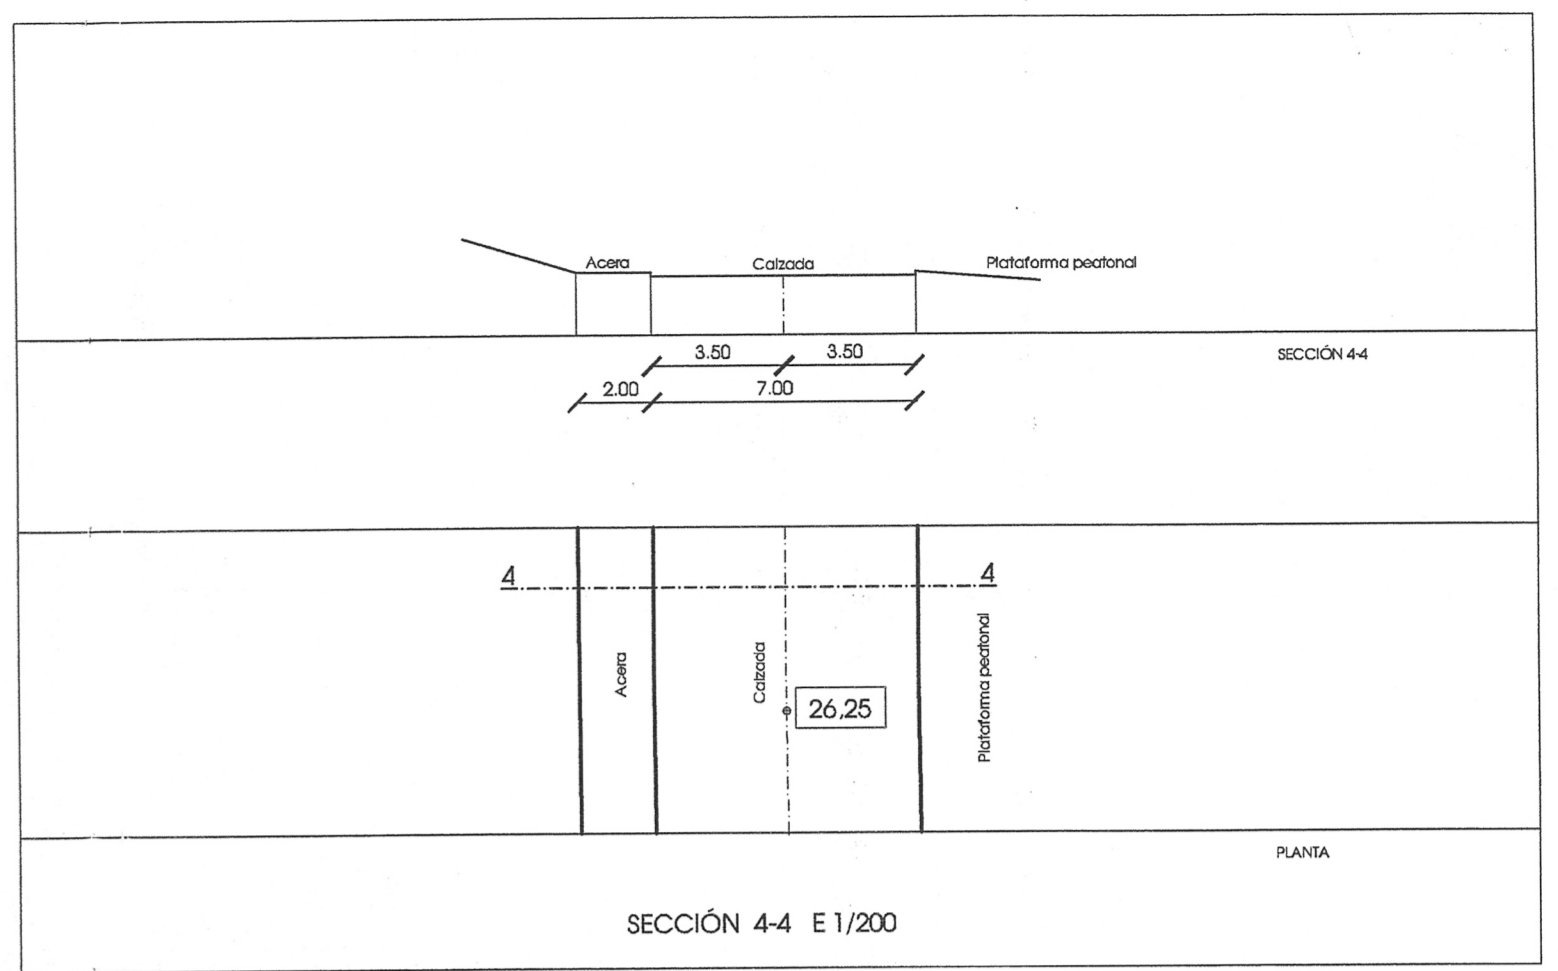 Acera
Calzada
Plataforma peatonal
3.50
3.50
SECCIÓN 4-4
2.00
7.00
4
4
Acera
Calzada
26,25
Plataforma peatonal
PLANTA
SECCIÓN 4-4 E 1/200